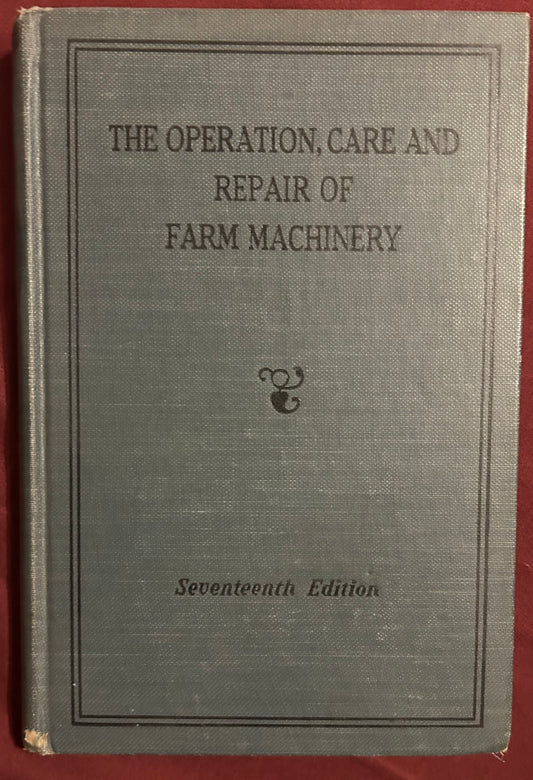 THE OPERATION, CARE AND
REPAIR OF
FARM MACHINERY
Seventeenth Edition